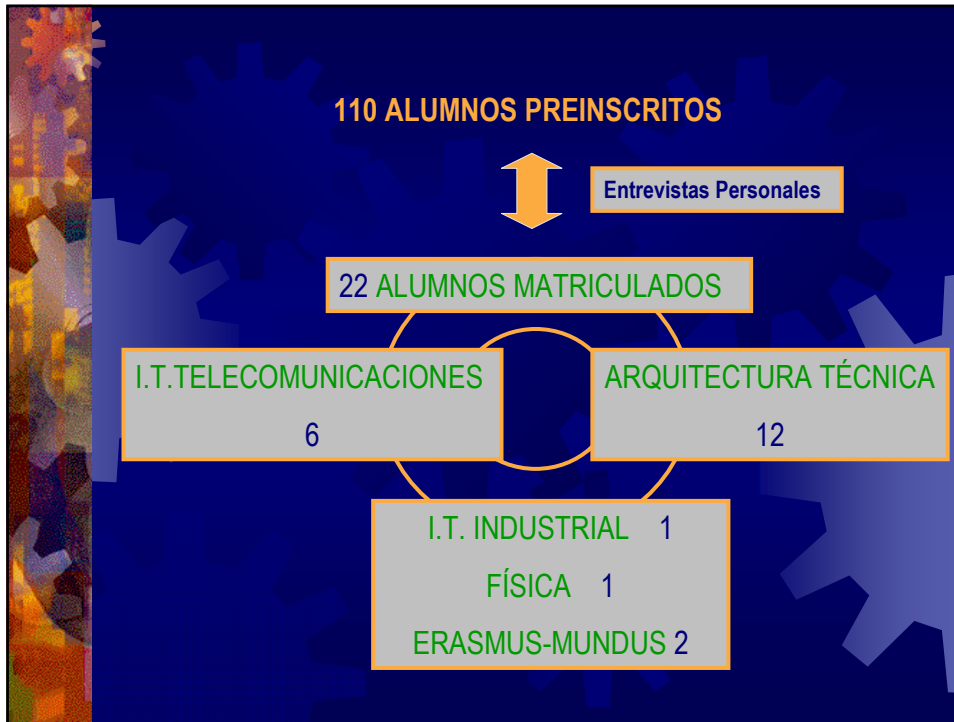 110 ALUMNOS PREINSCRITOS
Entrevistas Personales
22 ALUMNOS MATRICULADOS
I.T.TELECOMUNICACIONES
6
ARQUITECTURA TÉCNICA
12
I.T. INDUSTRIAL 1
FÍSICA 1
ERASMUS-MUNDUS 2